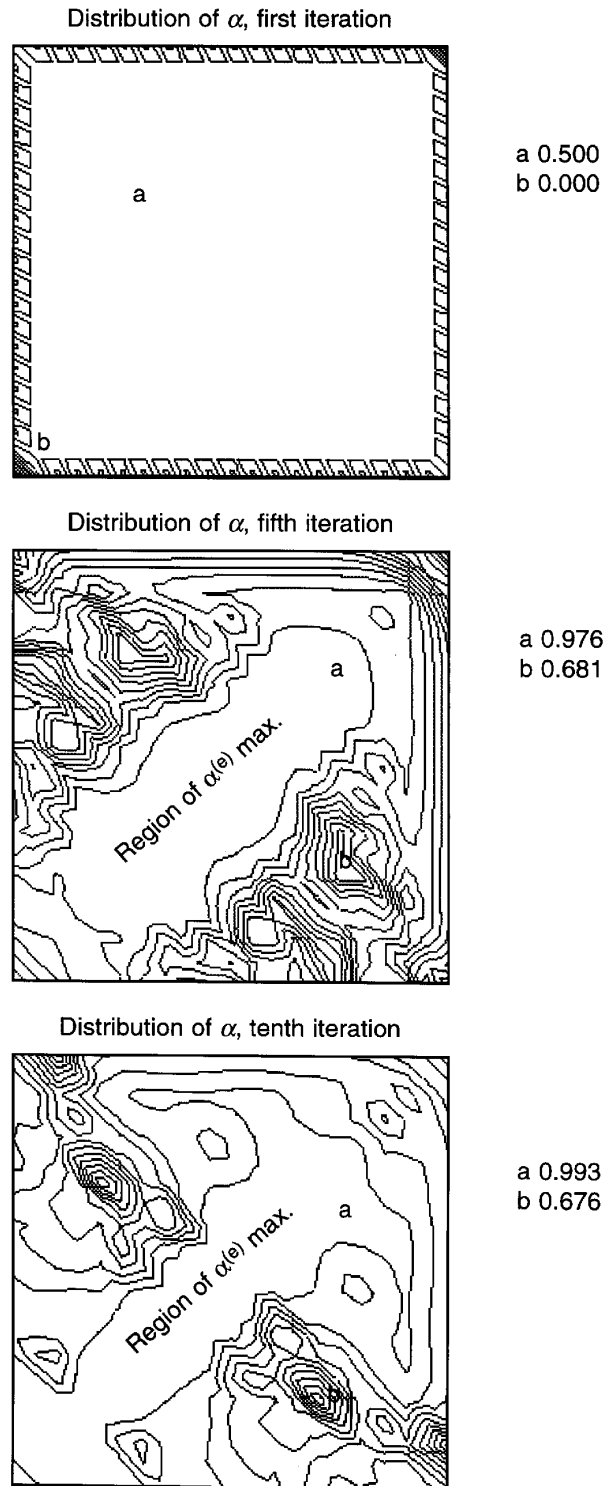 Distribution of α, first iteration
a
b
a 0.500
b 0.000
Distribution of α, fifth iteration
a
Region of α(e) max.
b
a 0.976
b 0.681
Distribution of α, tenth iteration
a
Region of α(e) max.
b
a 0.993
b 0.676